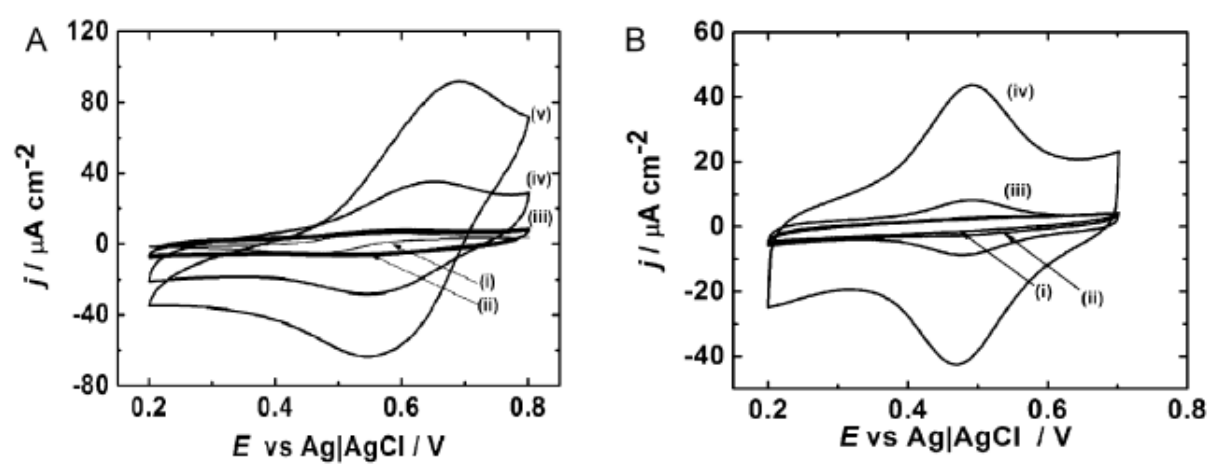 A
120
80
40
0
-40
-80
j / μA cm-2
(v)
(iv)
(iii)
(i)
(ii)
0.2 0.4 0.6 0.8
E vs Ag|AgCl / V
B
60
40
20
0
-20
-40
j / μA cm-2
(iv)
(iii)
(i)
(ii)
0.2 0.4 0.6 0.8
E vs Ag|AgCl / V